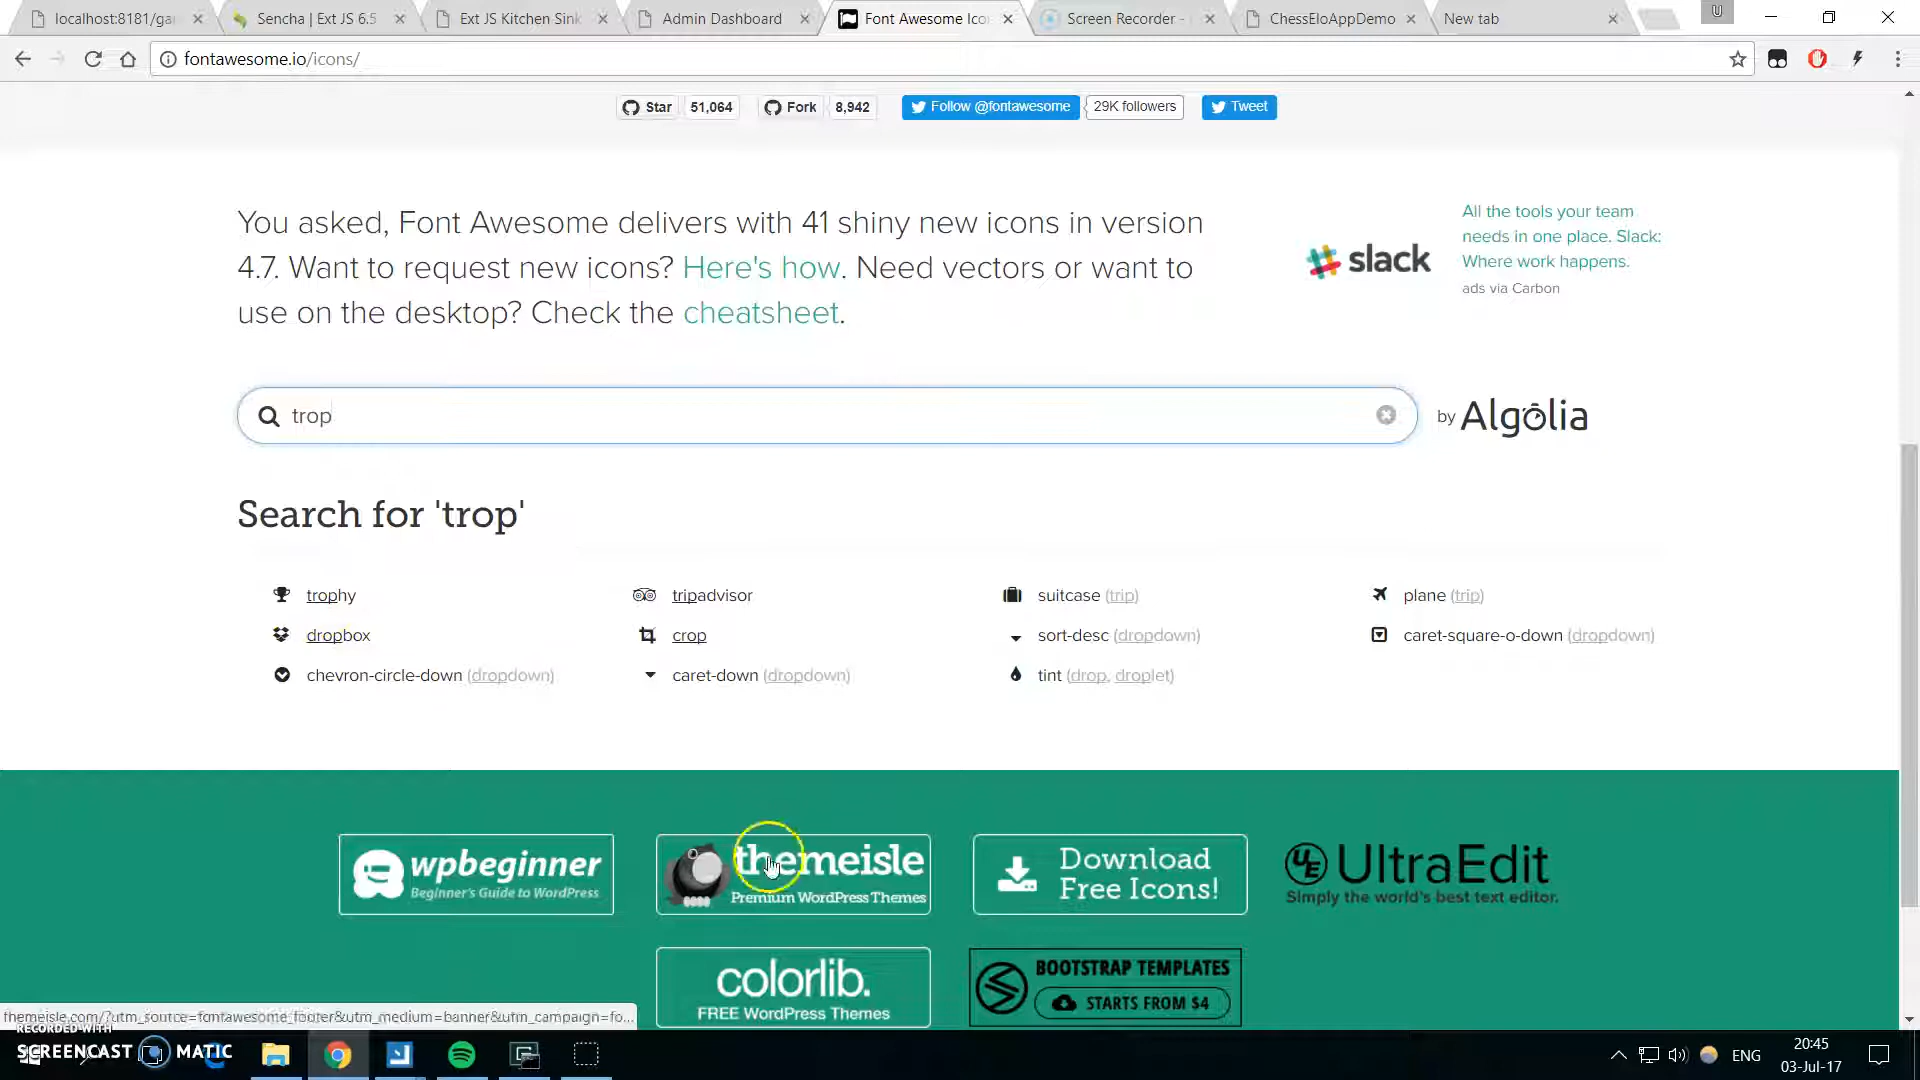 localhost:8181/ga
Sencha | Ext JS 6.5
Ext JS Kitchen Sink
Admin Dashboard
Font Awesome Ico
Screen Recorder -
ChessEloAppDemo
New tab
U
fontawesome.io/icons/
Star 51,064
Fork 8,942
Follow @fontawesome
29K followers
Tweet
You asked, Font Awesome delivers with 41 shiny new icons in version
4.7. Want to request new icons? Here's how. Need vectors or want to
use on the desktop? Check the cheatsheet.
slack
All the tools your team
needs in one place. Slack:
Where work happens.
ads via Carbon
trop
by Algolia
Search for 'trop'
trophy
tripadvisor
suitcase (trip)
plane (trip)
dropbox
crop
sort-desc (dropdown)
caret-square-o-down (dropdown)
chevron-circle-down (dropdown)
caret-down (dropdown)
tint (drop, droplet)
wpbeginner
Beginner's Guide to WordPress
themeisle
Premium WordPress Themes
Download
Free Icons!
UE UltraEdit
Simply the world's best text editor.
colorlib.
FREE WordPress Themes
BOOTSTRAP TEMPLATES
STARTS FROM $4
themeisle.com/?utm_source=fontawesome_footer&utm_medium=banner&utm_campaign=fo...
RECORDED WITH
SCREENCAST MATIC
ENG
20:45
03-Jul-17